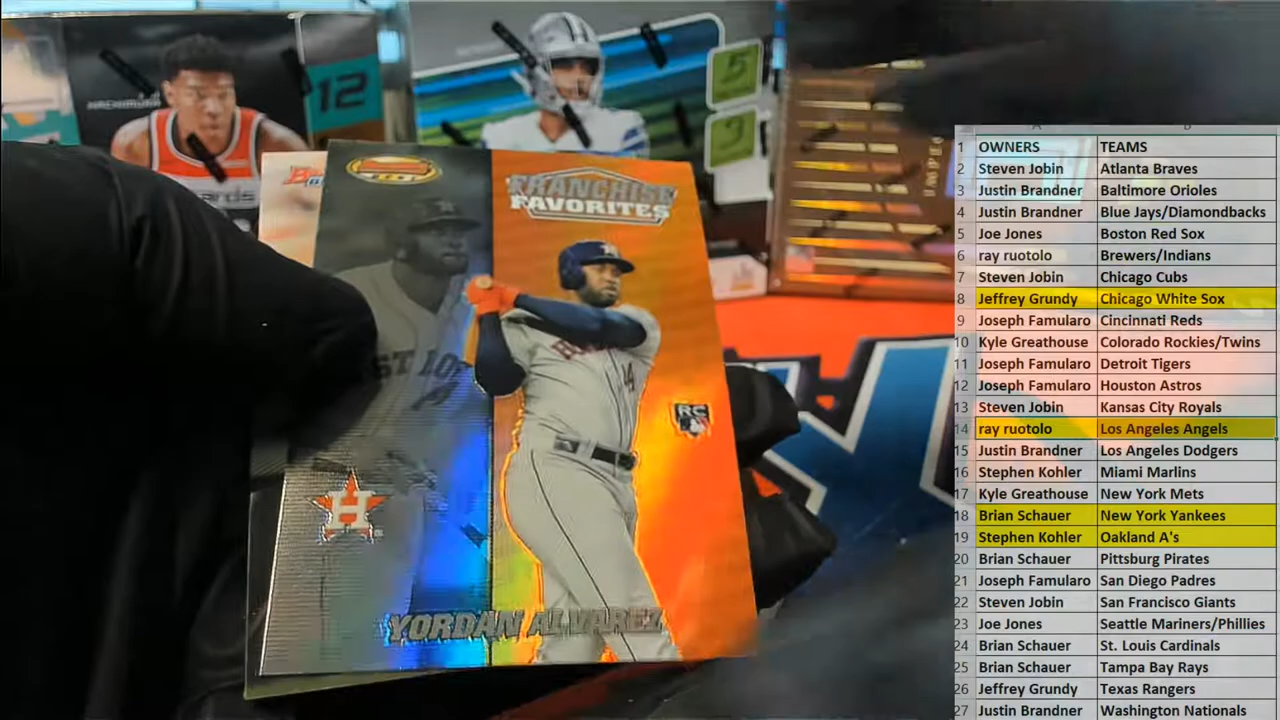 HACHIMURA
12
5
9
FRANCHISE
FAVORITES
ST LO
RC
H
YORDAN ALVAREZ
A B
1 OWNERS TEAMS
2 Steven Jobin Atlanta Braves
3 Justin Brandner Baltimore Orioles
4 Justin Brandner Blue Jays/Diamondbacks
5 Joe Jones Boston Red Sox
6 ray ruotolo Brewers/Indians
7 Steven Jobin Chicago Cubs
8 Jeffrey Grundy Chicago White Sox
9 Joseph Famularo Cincinnati Reds
10 Kyle Greathouse Colorado Rockies/Twins
11 Joseph Famularo Detroit Tigers
12 Joseph Famularo Houston Astros
13 Steven Jobin Kansas City Royals
14 ray ruotolo Los Angeles Angels
15 Justin Brandner Los Angeles Dodgers
16 Stephen Kohler Miami Marlins
17 Kyle Greathouse New York Mets
18 Brian Schauer New York Yankees
19 Stephen Kohler Oakland A's
20 Brian Schauer Pittsburg Pirates
21 Joseph Famularo San Diego Padres
22 Steven Jobin San Francisco Giants
23 Joe Jones Seattle Mariners/Phillies
24 Brian Schauer St. Louis Cardinals
25 Brian Schauer Tampa Bay Rays
26 Jeffrey Grundy Texas Rangers
27 Justin Brandner Washington Nationals